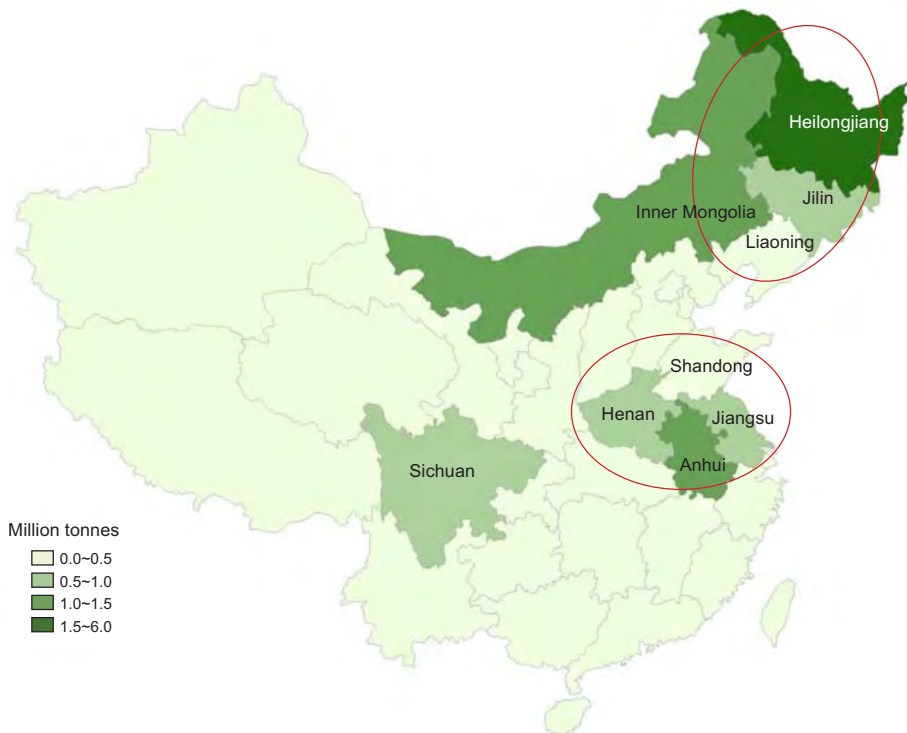 Heilongjiang
Jilin
Inner Mongolia
Liaoning
Shandong
Henan
Jiangsu
Anhui
Sichuan
Million tonnes
0.0~0.5
0.5~1.0
1.0~1.5
1.5~6.0